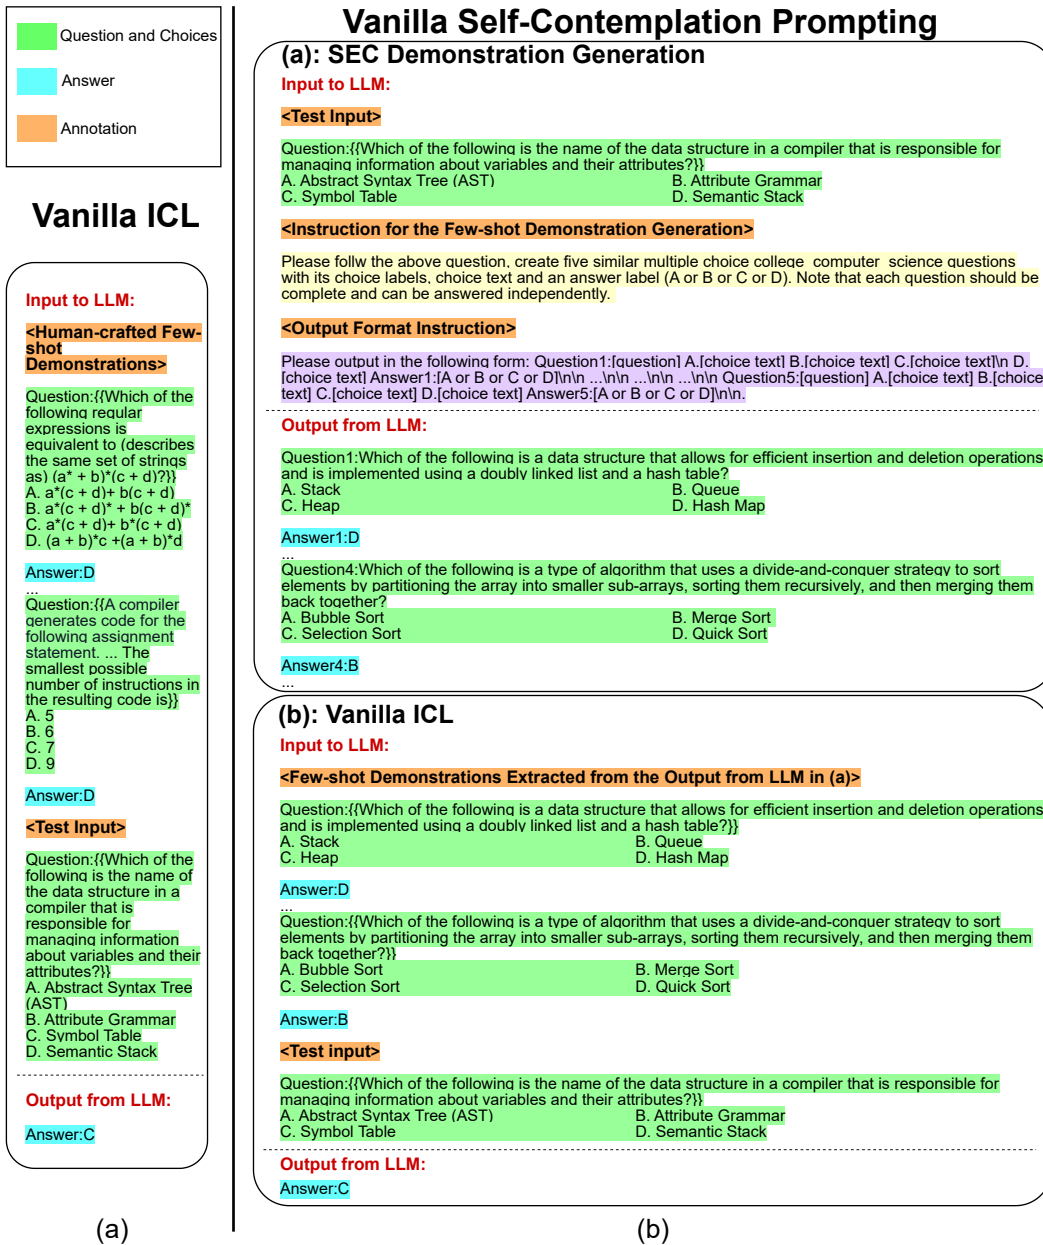 Question and Choices
Answer
Annotation
Vanilla ICL
Input to LLM:
<Human-crafted Few-
shot
Demonstrations>
Question:{{Which of the
following regular
expressions is
equivalent to (describes
the same set of strings
as) (a* + b)*(c + d)?}}
A. a*(c + d)+ b(c + d)
B. a*(c + d)* + b(c + d)*
C. a*(c + d)+ b*(c + d)
D. (a + b)*c +(a + b)*d
Answer:D
...
Question:{{A compiler
generates code for the
following assignment
statement. ... The
smallest possible
number of instructions in
the resulting code is}}
A. 5
B. 6
C. 7
D. 9
Answer:D
<Test Input>
Question:{{Which of the
following is the name of
the data structure in a
compiler that is
responsible for
managing information
about variables and their
attributes?}}
A. Abstract Syntax Tree
(AST)
B. Attribute Grammar
C. Symbol Table
D. Semantic Stack
Output from LLM:
Answer:C
(a)
Vanilla Self-Contemplation Prompting
(a): SEC Demonstration Generation
Input to LLM:
<Test Input>
Question:{{Which of the following is the name of the data structure in a compiler that is responsible for
managing information about variables and their attributes?}}
A. Abstract Syntax Tree (AST) B. Attribute Grammar
C. Symbol Table D. Semantic Stack
<Instruction for the Few-shot Demonstration Generation>
Please follw the above question, create five similar multiple choice college computer science questions
with its choice labels, choice text and an answer label (A or B or C or D). Note that each question should be
complete and can be answered independently.
<Output Format Instruction>
Please output in the following form: Question1:[question] A.[choice text] B.[choice text] C.[choice text]\n D.
[choice text] Answer1:[A or B or C or D]\n\n ...\n\n ...\n\n ...\n\n Question5:[question] A.[choice text] B.[choice
text] C.[choice text] D.[choice text] Answer5:[A or B or C or D]\n\n.
Output from LLM:
Question1:Which of the following is a data structure that allows for efficient insertion and deletion operations
and is implemented using a doubly linked list and a hash table?
A. Stack B. Queue
C. Heap D. Hash Map
Answer1:D
...
Question4:Which of the following is a type of algorithm that uses a divide-and-conquer strategy to sort
elements by partitioning the array into smaller sub-arrays, sorting them recursively, and then merging them
back together?
A. Bubble Sort B. Merge Sort
C. Selection Sort D. Quick Sort
Answer4:B
...
(b): Vanilla ICL
Input to LLM:
<Few-shot Demonstrations Extracted from the Output from LLM in (a)>
Question:{{Which of the following is a data structure that allows for efficient insertion and deletion operations
and is implemented using a doubly linked list and a hash table?}}
A. Stack B. Queue
C. Heap D. Hash Map
Answer:D
...
Question:{{Which of the following is a type of algorithm that uses a divide-and-conquer strategy to sort
elements by partitioning the array into smaller sub-arrays, sorting them recursively, and then merging them
back together?}}
A. Bubble Sort B. Merge Sort
C. Selection Sort D. Quick Sort
Answer:B
<Test input>
Question:{{Which of the following is the name of the data structure in a compiler that is responsible for
managing information about variables and their attributes?}}
A. Abstract Syntax Tree (AST) B. Attribute Grammar
C. Symbol Table D. Semantic Stack
Output from LLM:
Answer:C
(b)